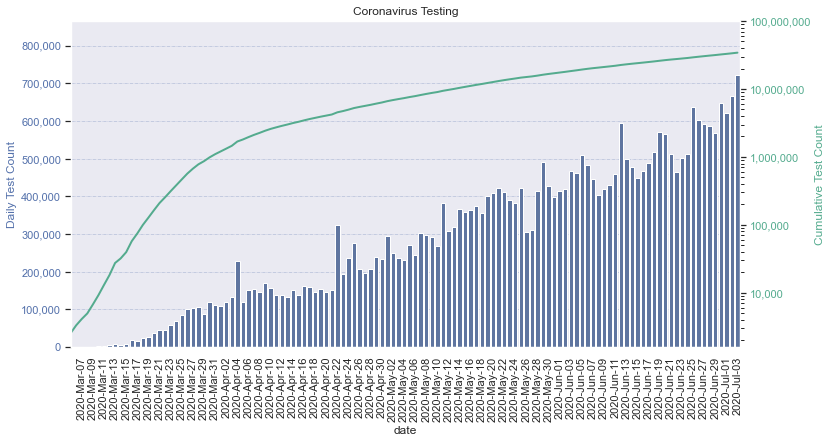 Coronavirus Testing
Daily Test Count
800,000
700,000
600,000
500,000
400,000
300,000
200,000
100,000
0
100,000,000
10,000,000
1,000,000
100,000
10,000
Cumulative Test Count
2020-Mar-07
2020-Mar-09
2020-Mar-11
2020-Mar-13
2020-Mar-15
2020-Mar-17
2020-Mar-19
2020-Mar-21
2020-Mar-23
2020-Mar-25
2020-Mar-27
2020-Mar-29
2020-Mar-31
2020-Apr-02
2020-Apr-04
2020-Apr-06
2020-Apr-08
2020-Apr-10
2020-Apr-12
2020-Apr-14
2020-Apr-16
2020-Apr-18
2020-Apr-20
2020-Apr-22
2020-Apr-24
2020-Apr-26
2020-Apr-28
2020-Apr-30
2020-May-02
2020-May-04
2020-May-06
2020-May-08
2020-May-10
2020-May-12
2020-May-14
2020-May-16
2020-May-18
2020-May-20
2020-May-22
2020-May-24
2020-May-26
2020-May-28
2020-May-30
2020-Jun-01
2020-Jun-03
2020-Jun-05
2020-Jun-07
2020-Jun-09
2020-Jun-11
2020-Jun-13
2020-Jun-15
2020-Jun-17
2020-Jun-19
2020-Jun-21
2020-Jun-23
2020-Jun-25
2020-Jun-27
2020-Jun-29
2020-Jul-01
2020-Jul-03
date